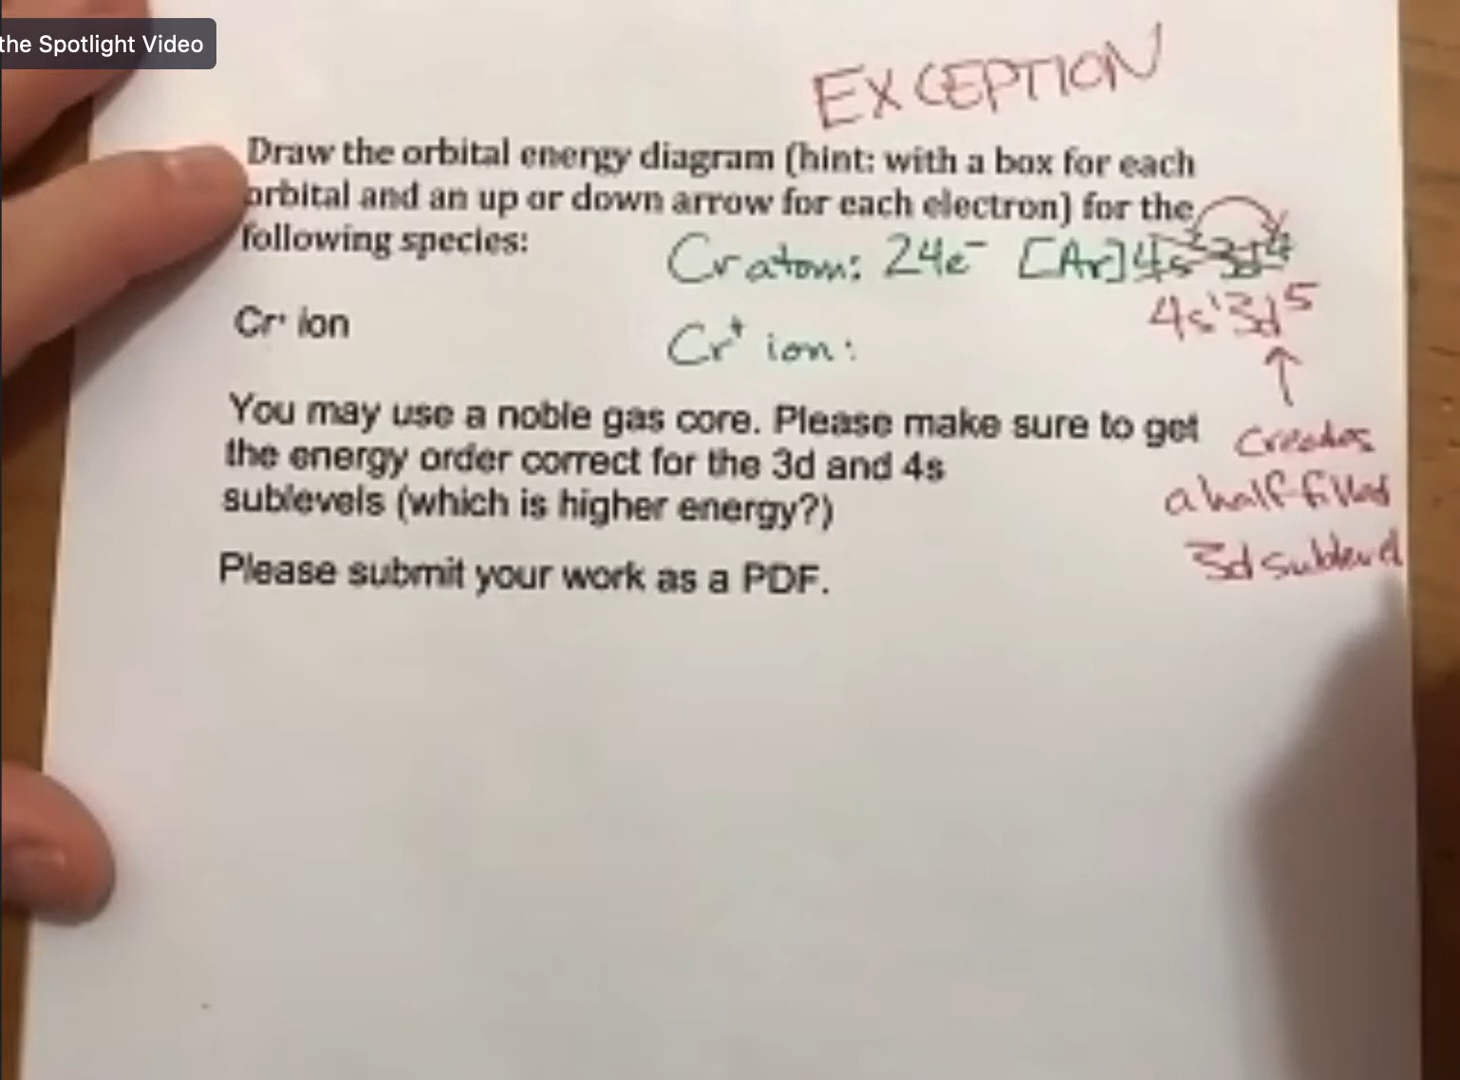 the Spotlight Video
EXCEPTION
Draw the orbital energy diagram (hint: with a box for each
orbital and an up or down arrow for each electron) for the
following species:
Cr atom: 24e⁻ [Ar]4s²3d⁴
4s¹3d⁵
Cr⁺ ion
Cr⁺ ion:
You may use a noble gas core. Please make sure to get
the energy order correct for the 3d and 4s
sublevels (which is higher energy?)
Creates
a half-filled
3d sublevel
Please submit your work as a PDF.